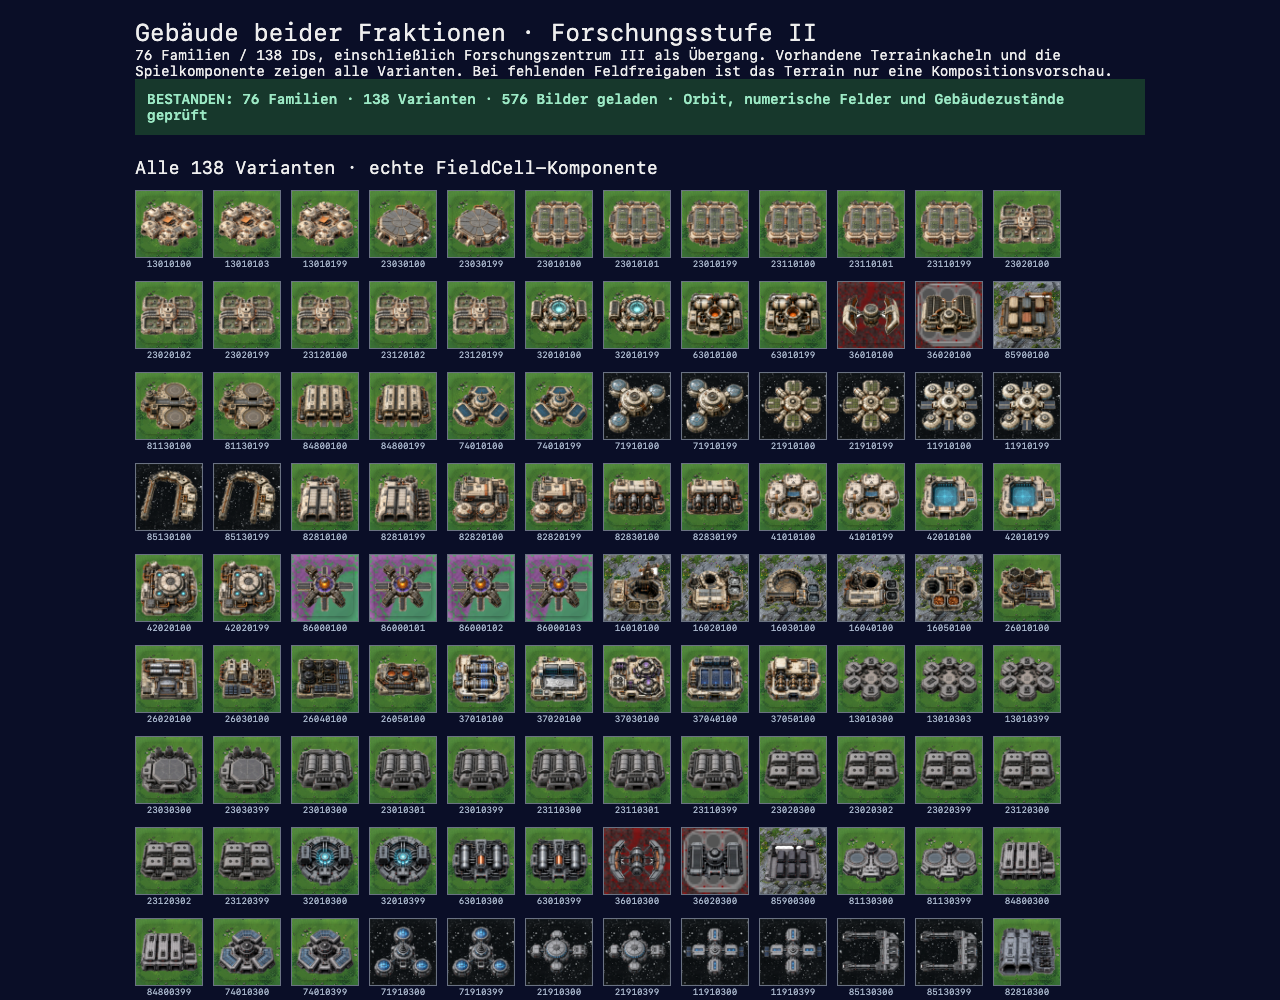 Gebäude beider Fraktionen · Forschungsstufe II
76 Familien / 138 IDs, einschließlich Forschungszentrum III als Übergang. Vorhandene Terrainkacheln und die
Spielkomponente zeigen alle Varianten. Bei fehlenden Feldfreigaben ist das Terrain nur eine Kompositionsvorschau.
BESTANDEN: 76 Familien · 138 Varianten · 576 Bilder geladen · Orbit, numerische Felder und Gebäudezustände
geprüft
Alle 138 Varianten · echte FieldCell-Komponente
13010100 13010103 13010199 23030100 23030199 23010100 23010101 23010199 23110100 23110101 23110199 23020100
23020102 23020199 23120100 23120102 23120199 32010100 32010199 63010100 63010199 36010100 36020100 85900100
81130100 81130199 84800100 84800199 74010100 74010199 71910100 71910199 21910100 21910199 11910100 11910199
85130100 85130199 82810100 82810199 82820100 82820199 82830100 82830199 41010100 41010199 42010100 42010199
42020100 42020199 86000100 86000101 86000102 86000103 16010100 16020100 16030100 16040100 16050100 26010100
26020100 26030100 26040100 26050100 37010100 37020100 37030100 37040100 37050100 13010300 13010303 13010399
23030300 23030399 23010300 23010301 23010399 23110300 23110301 23110399 23020300 23020302 23020399 23120300
23120302 23120399 32010300 32010399 63010300 63010399 36010300 36020300 85900300 81130300 81130399 84800300
84800399 74010300 74010399 71910300 71910399 21910300 21910399 11910300 11910399 85130300 85130399 82810300